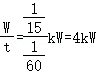 W/t = (1/15)/(1/60) kW=4kW